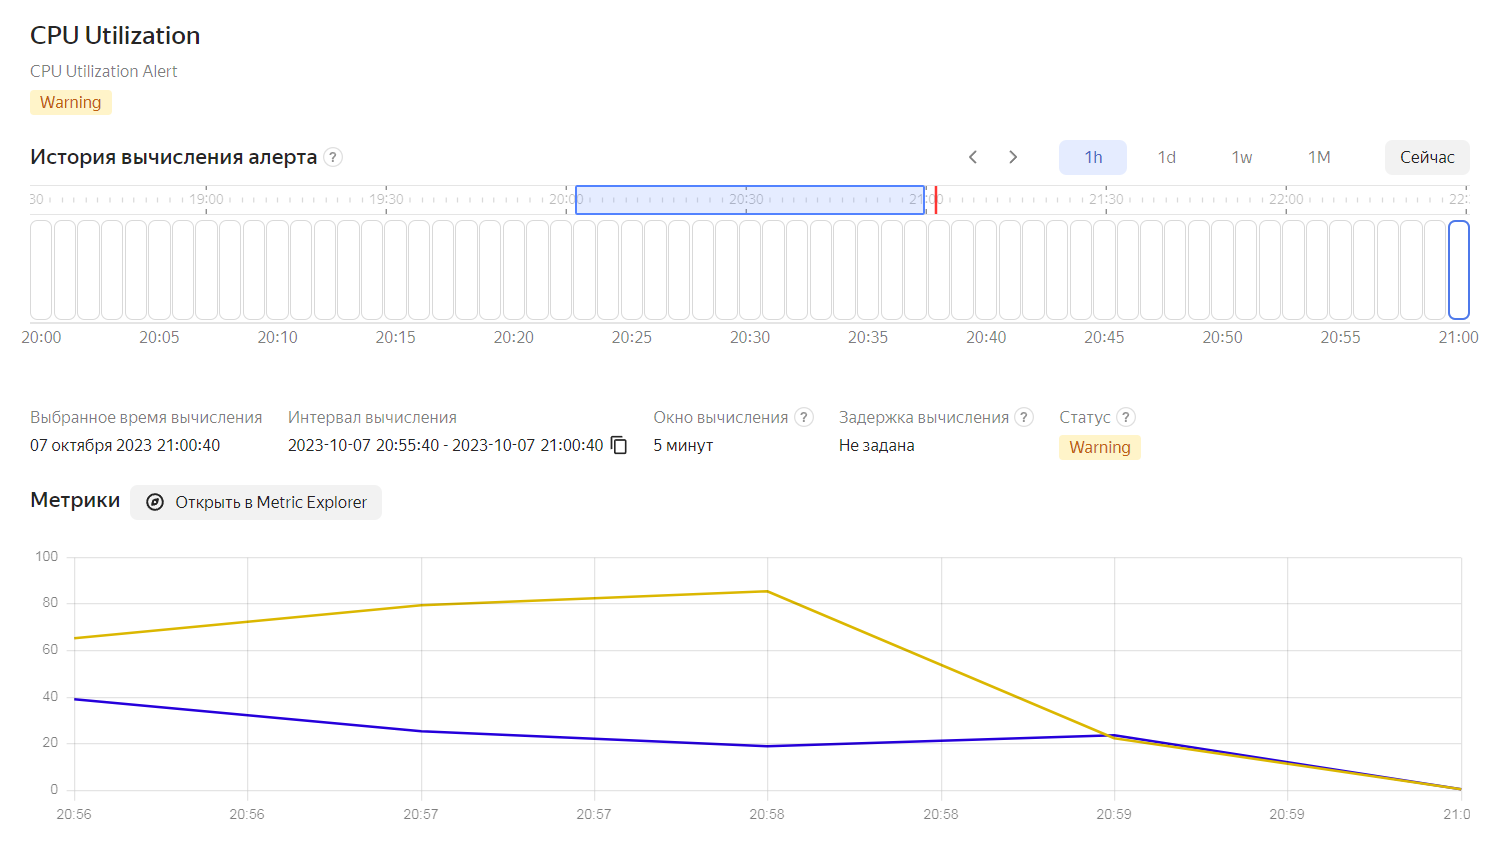 CPU Utilization
CPU Utilization Alert
Warning
История вычисления алерта ?
1h 1d 1w 1M Сейчас
30 19:00 19:30 20:00 20:30 21:00 21:30 22:00 22:
20:00 20:05 20:10 20:15 20:20 20:25 20:30 20:35 20:40 20:45 20:50 20:55 21:00
Выбранное время вычисления Интервал вычисления Окно вычисления ? Задержка вычисления ? Статус ?
07 октября 2023 21:00:40 2023-10-07 20:55:40 - 2023-10-07 21:00:40 5 минут Не задана Warning
Метрики Открыть в Metric Explorer
100
80
60
40
20
0
20:56 20:56 20:57 20:57 20:58 20:58 20:59 20:59 21:0